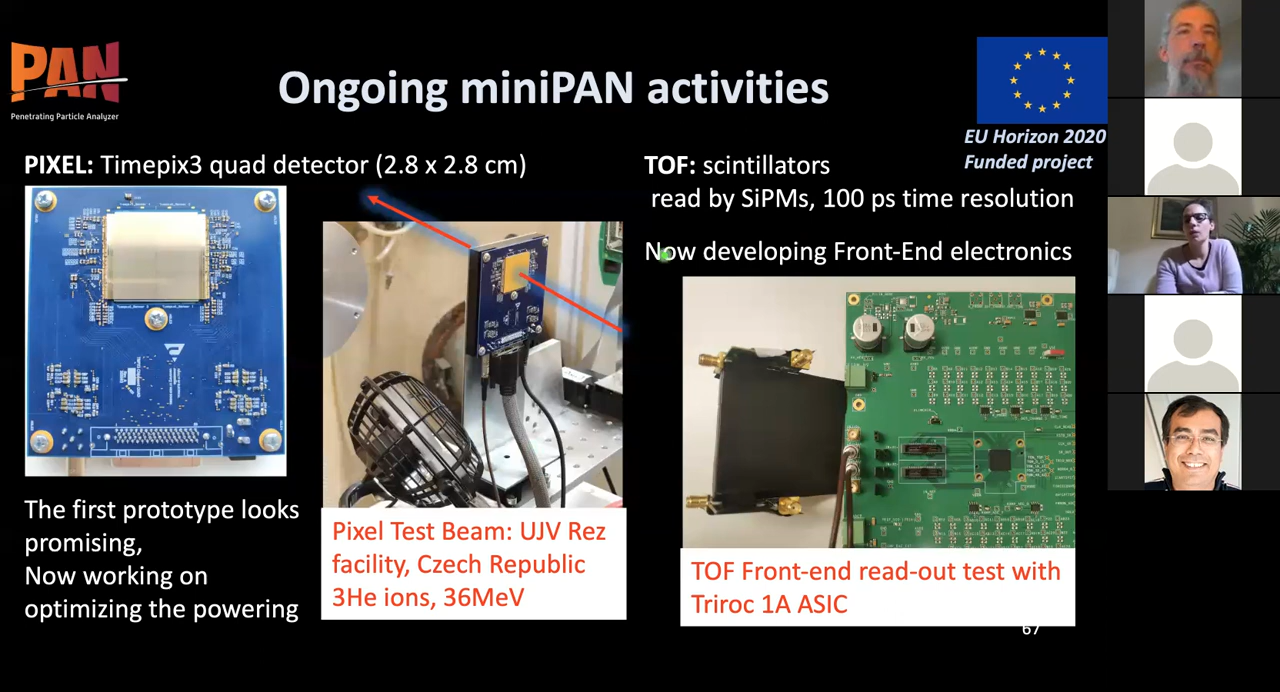 PAN
Penetrating Particle Analyzer
Ongoing miniPAN activities
EU Horizon 2020
Funded project
PIXEL: Timepix3 quad detector (2.8 x 2.8 cm)
The first prototype looks
promising,
Now working on
optimizing the powering
Pixel Test Beam: UJV Rez
facility, Czech Republic
3He ions, 36MeV
TOF: scintillators
read by SiPMs, 100 ps time resolution
Now developing Front-End electronics
TOF Front-end read-out test with
Triroc 1A ASIC
67